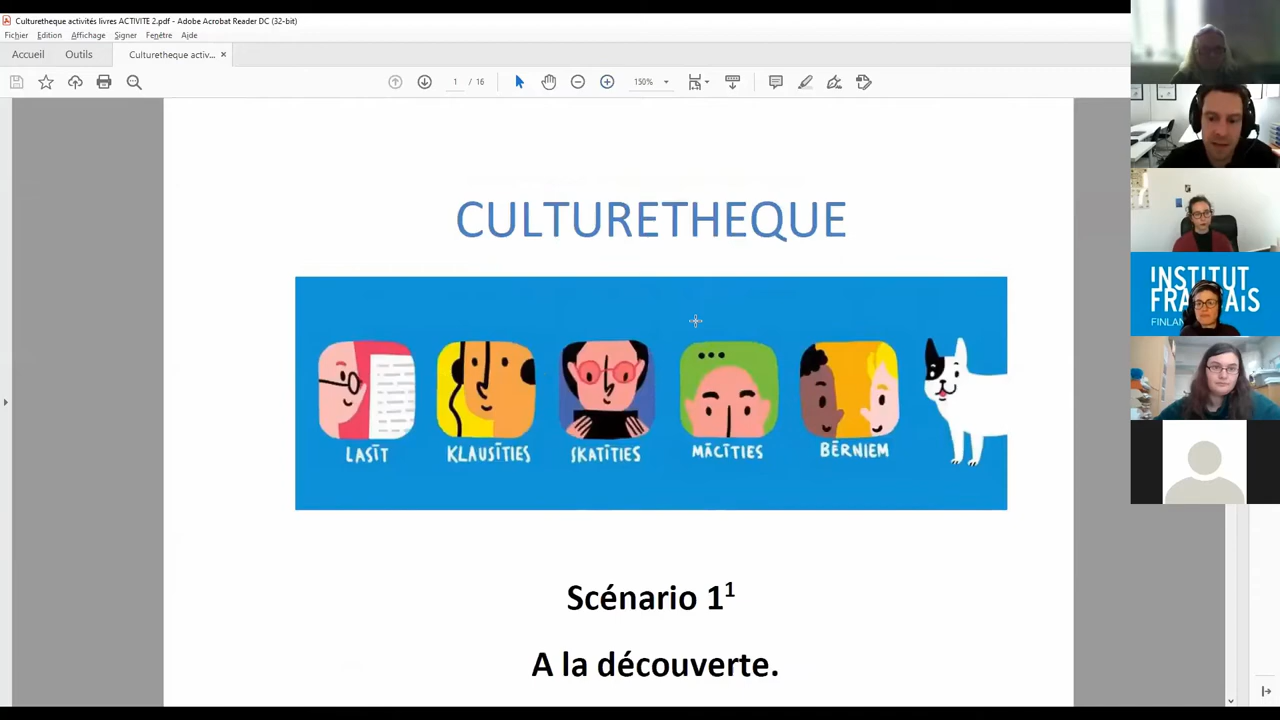 Culturetheque activités livres ACTIVITE 2.pdf - Adobe Acrobat Reader DC (32-bit)
Fichier Edition Affichage Signer Fenêtre Aide
Accueil Outils Culturetheque activ... ×
1 / 16 150%
CULTURETHEQUE
LASĪT KLAUSĪTIES SKATĪTIES MĀCĪTIES BĒRNIEM
Scénario 1¹
A la découverte.
INSTITUT
FRANÇAIS
FINLAN